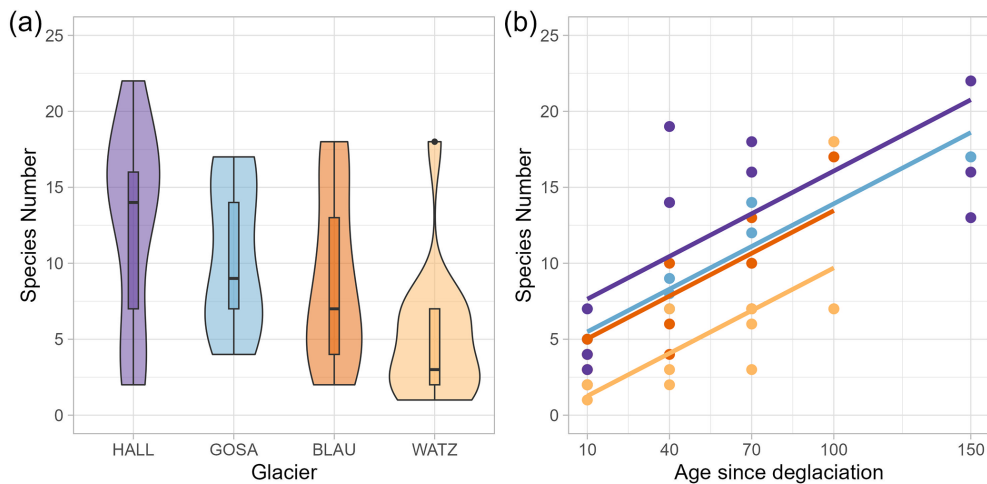 (a)
Species Number
25
20
15
10
5
0
HALL GOSA BLAU WATZ
Glacier
(b)
Species Number
25
20
15
10
5
0
10 40 70 100 150
Age since deglaciation